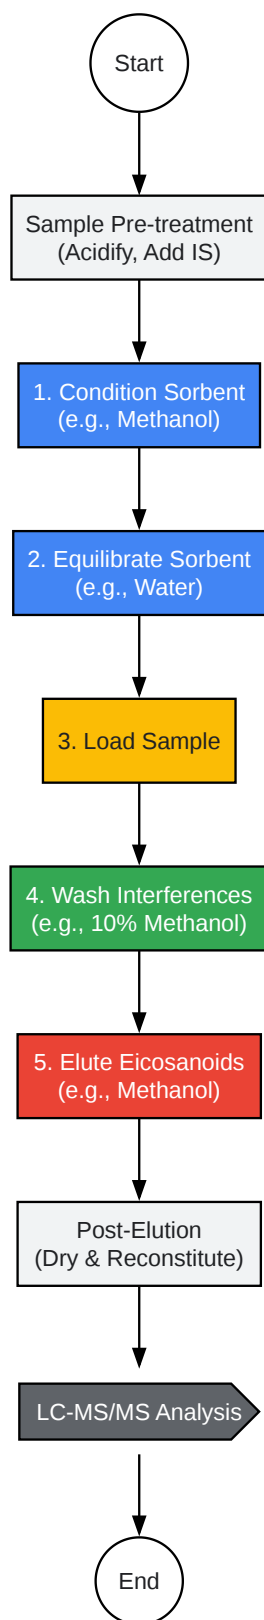 Start
Sample Pre-treatment
(Acidify, Add IS)
1. Condition Sorbent
(e.g., Methanol)
2. Equilibrate Sorbent
(e.g., Water)
3. Load Sample
4. Wash Interferences
(e.g., 10% Methanol)
5. Elute Eicosanoids
(e.g., Methanol)
Post-Elution
(Dry & Reconstitute)
LC-MS/MS Analysis
End